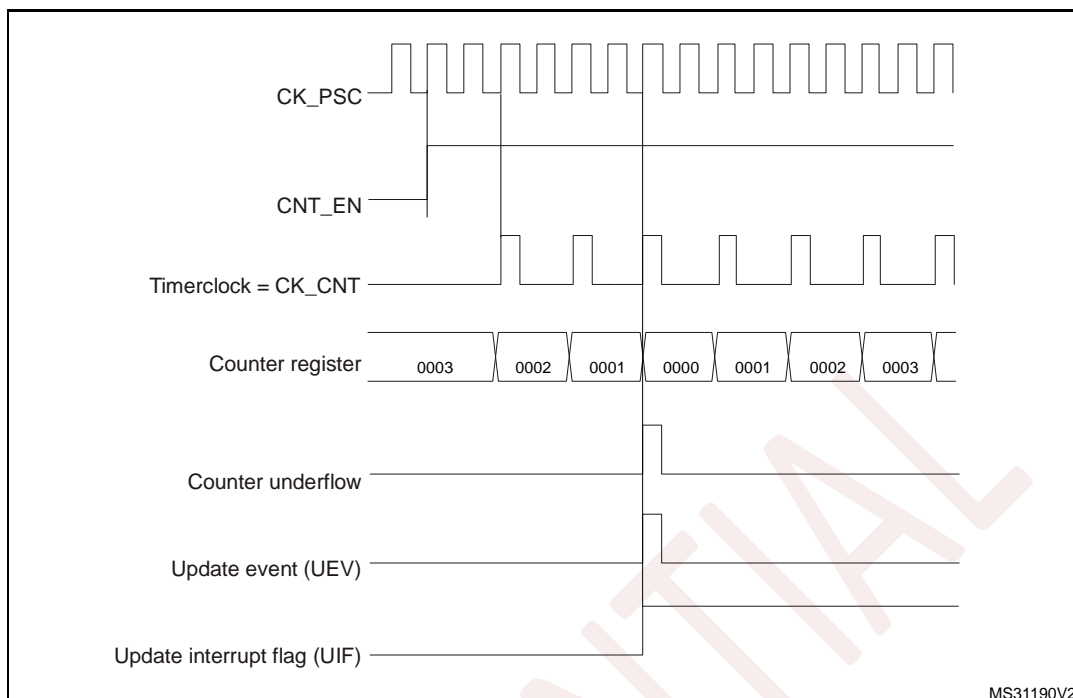 CK_PSC
CNT_EN
Timerclock = CK_CNT
Counter register
0003 0002 0001 0000 0001 0002 0003
Counter underflow
Update event (UEV)
Update interrupt flag (UIF)
NTIAL
MS31190V2